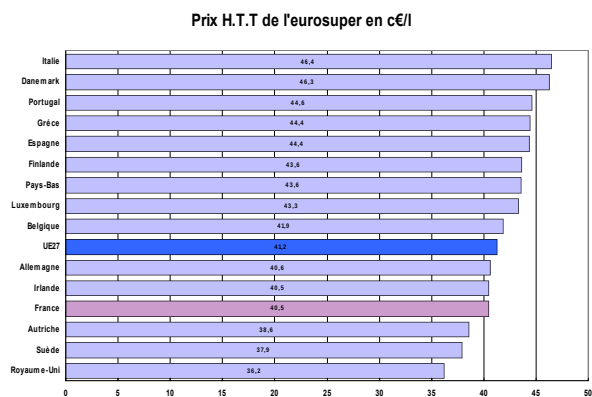 Prix H.T.T de l'eurosuper en c€/l
Italie 46,4
Danemark 46,3
Portugal 44,6
Gréce 44,4
Espagne 44,4
Finlande 43,6
Pays-Bas 43,6
Luxembourg 43,3
Belgique 41,9
UE27 41,2
Allemagne 40,6
Irlande 40,5
France 40,5
Autriche 38,6
Suède 37,9
Royaume-Uni 36,2
0 5 10 15 20 25 30 35 40 45 50